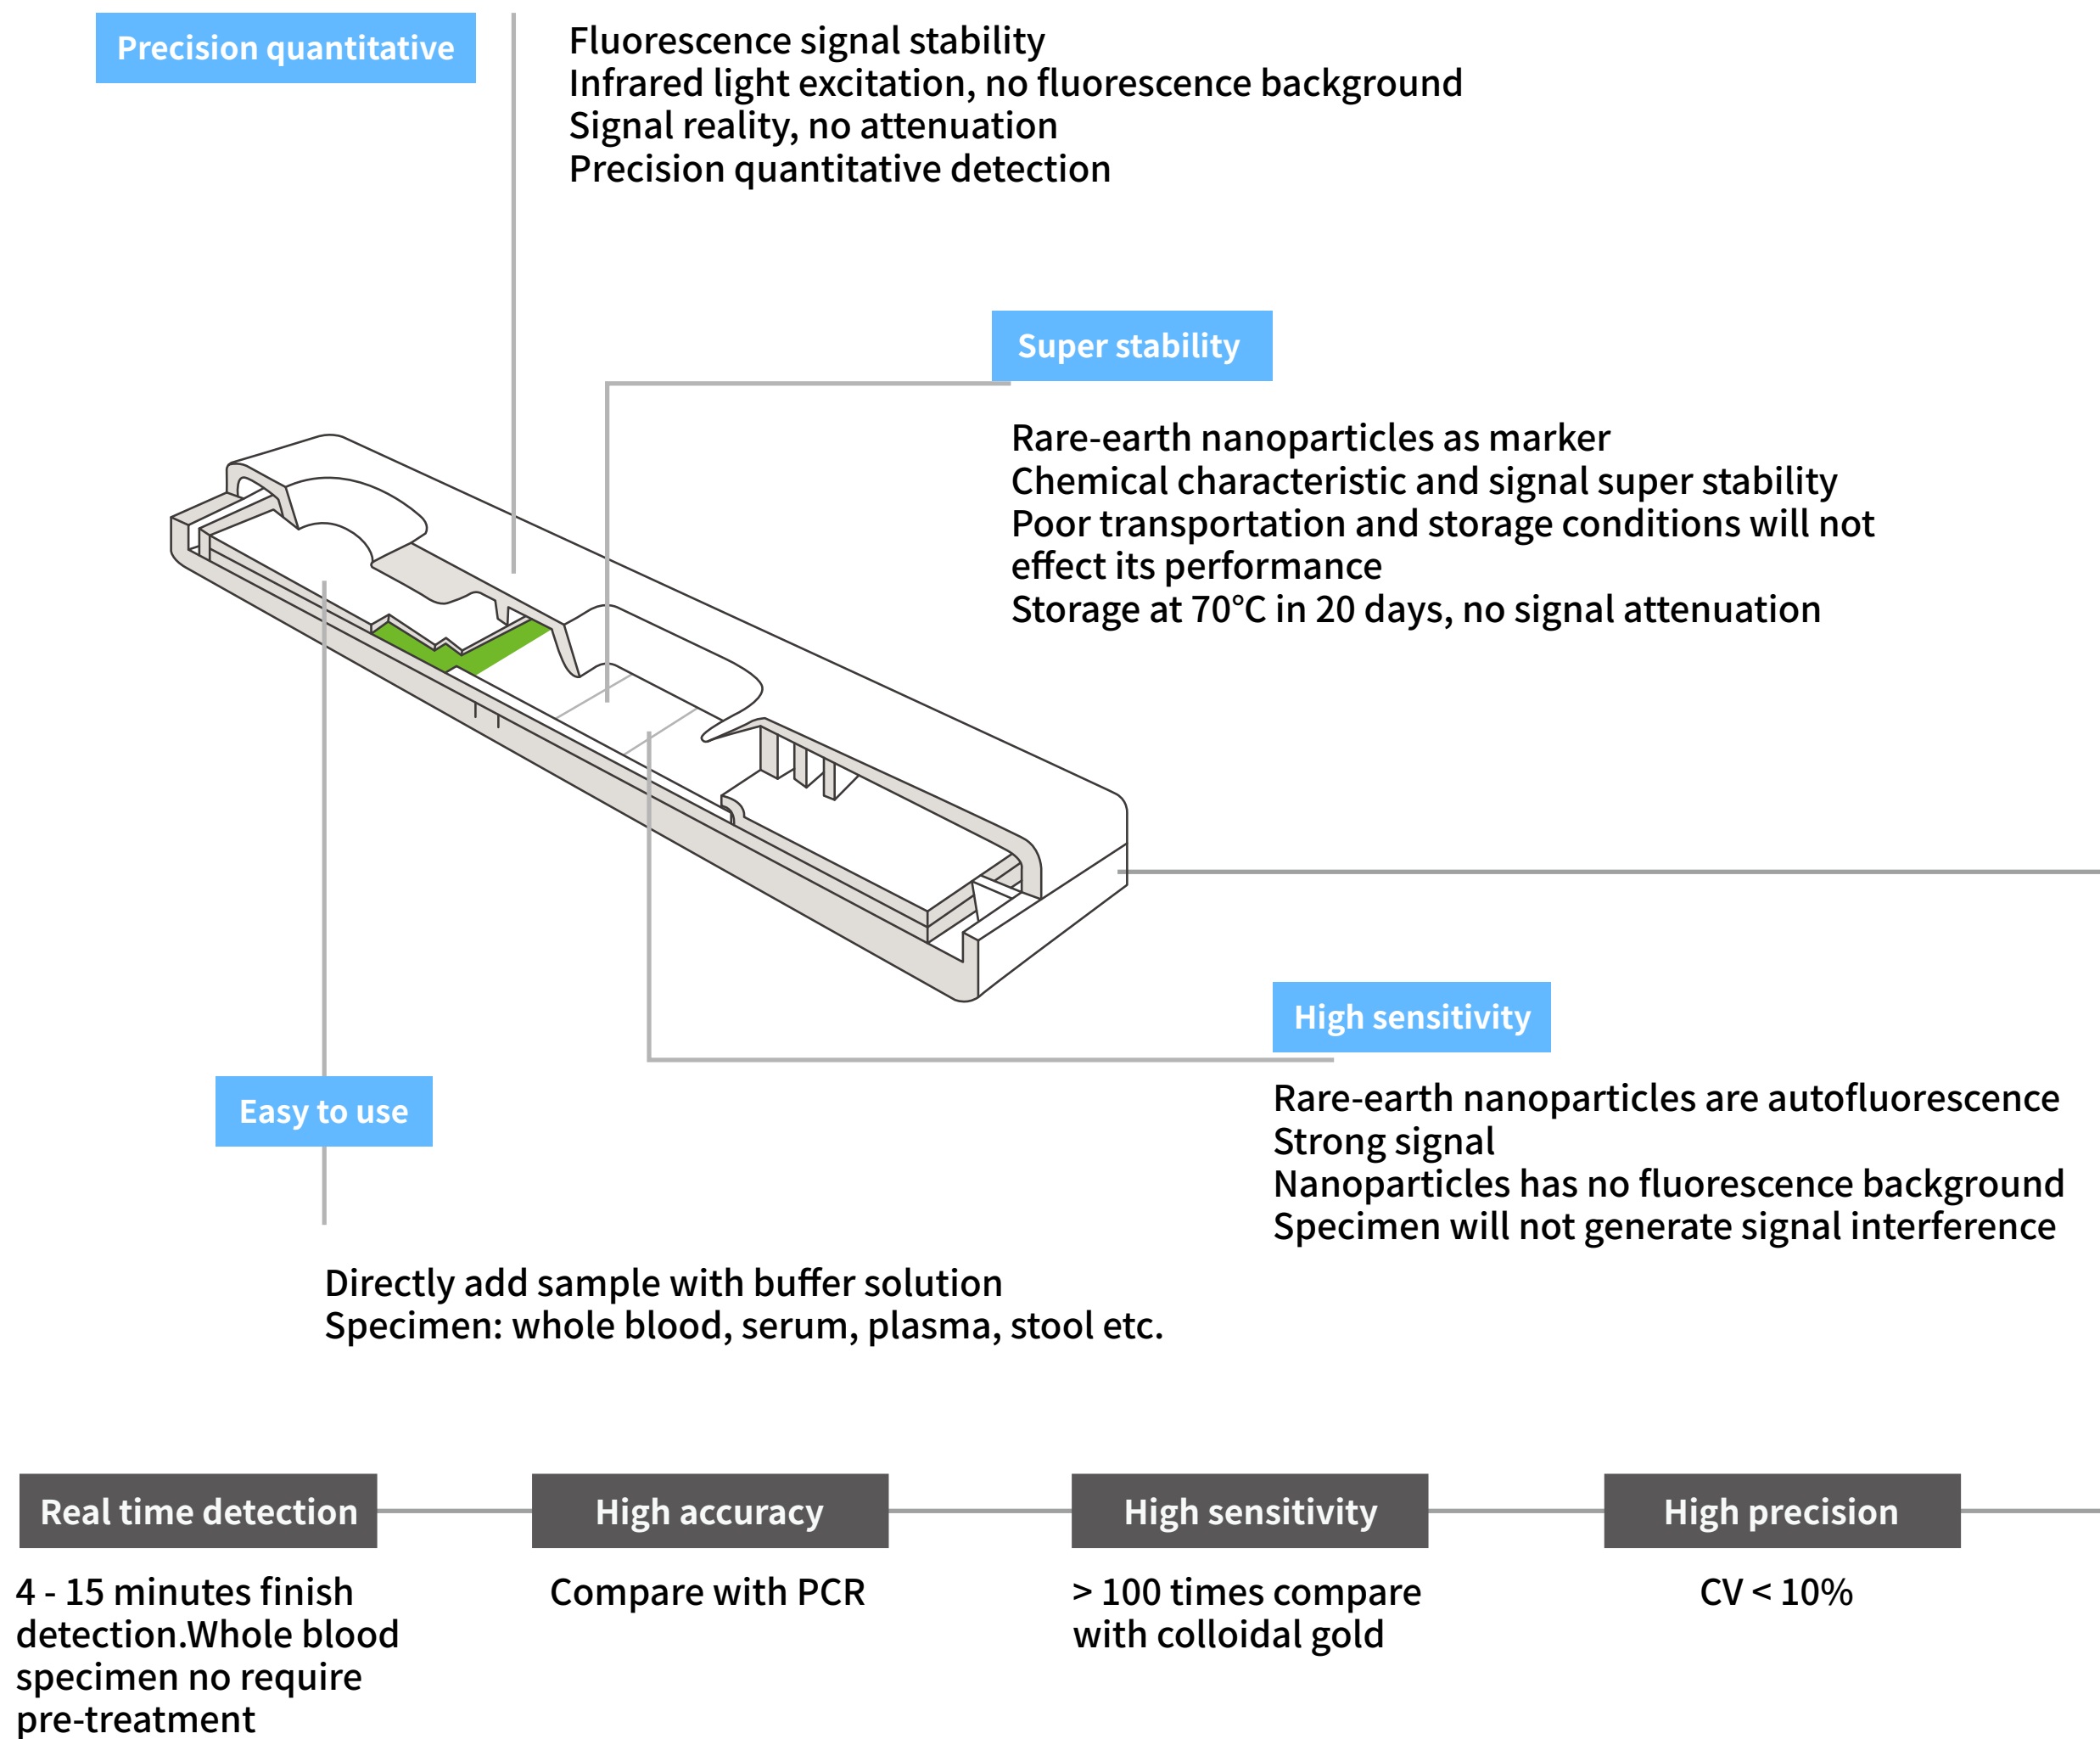 Precision quantitative
Fluorescence signal stability
Infrared light excitation, no fluorescence background
Signal reality, no attenuation
Precision quantitative detection
Super stability
Rare-earth nanoparticles as marker
Chemical characteristic and signal super stability
Poor transportation and storage conditions will not
effect its performance
Storage at 70°C in 20 days, no signal attenuation
High sensitivity
Rare-earth nanoparticles are autofluorescence
Strong signal
Nanoparticles has no fluorescence background
Specimen will not generate signal interference
Easy to use
Directly add sample with buffer solution
Specimen: whole blood, serum, plasma, stool etc.
Real time detection
4 - 15 minutes finish
detection.Whole blood
specimen no require
pre-treatment
High accuracy
Compare with PCR
High sensitivity
> 100 times compare
with colloidal gold
High precision
CV < 10%